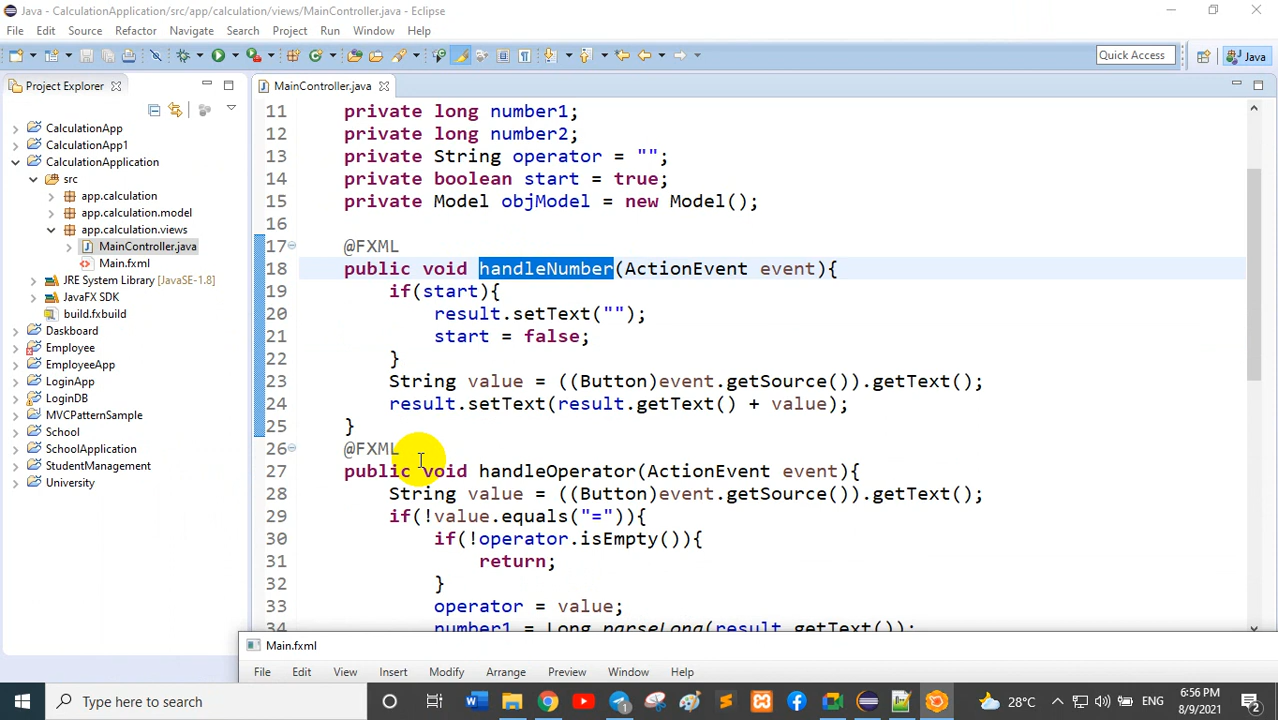 Java - CalculationApplication/src/app/calculation/views/MainController.java - Eclipse
File Edit Source Refactor Navigate Search Project Run Window Help
Quick Access
Java
Project Explorer
MainController.java
CalculationApp
CalculationApp1
CalculationApplication
src
app.calculation
app.calculation.model
app.calculation.views
MainController.java
Main.fxml
JRE System Library [JavaSE-1.8]
JavaFX SDK
build.fxbuild
Daskboard
Employee
EmployeeApp
LoginApp
LoginDB
MVCPatternSample
School
SchoolApplication
StudentManagement
University
11 private long number1;
12 private long number2;
13 private String operator = "";
14 private boolean start = true;
15 private Model objModel = new Model();
16
17 @FXML
18 public void handleNumber(ActionEvent event){
19 if(start){
20 result.setText("");
21 start = false;
22 }
23 String value = ((Button)event.getSource()).getText();
24 result.setText(result.getText() + value);
25 }
26 @FXML
27 public void handleOperator(ActionEvent event){
28 String value = ((Button)event.getSource()).getText();
29 if(!value.equals("=")){
30 if(!operator.isEmpty()){
31 return;
32 }
33 operator = value;
34 number1 = Long.parseLong(result.getText());
Main.fxml
File Edit View Insert Modify Arrange Preview Window Help
Type here to search
28°C
ENG
6:56 PM
8/9/2021
2